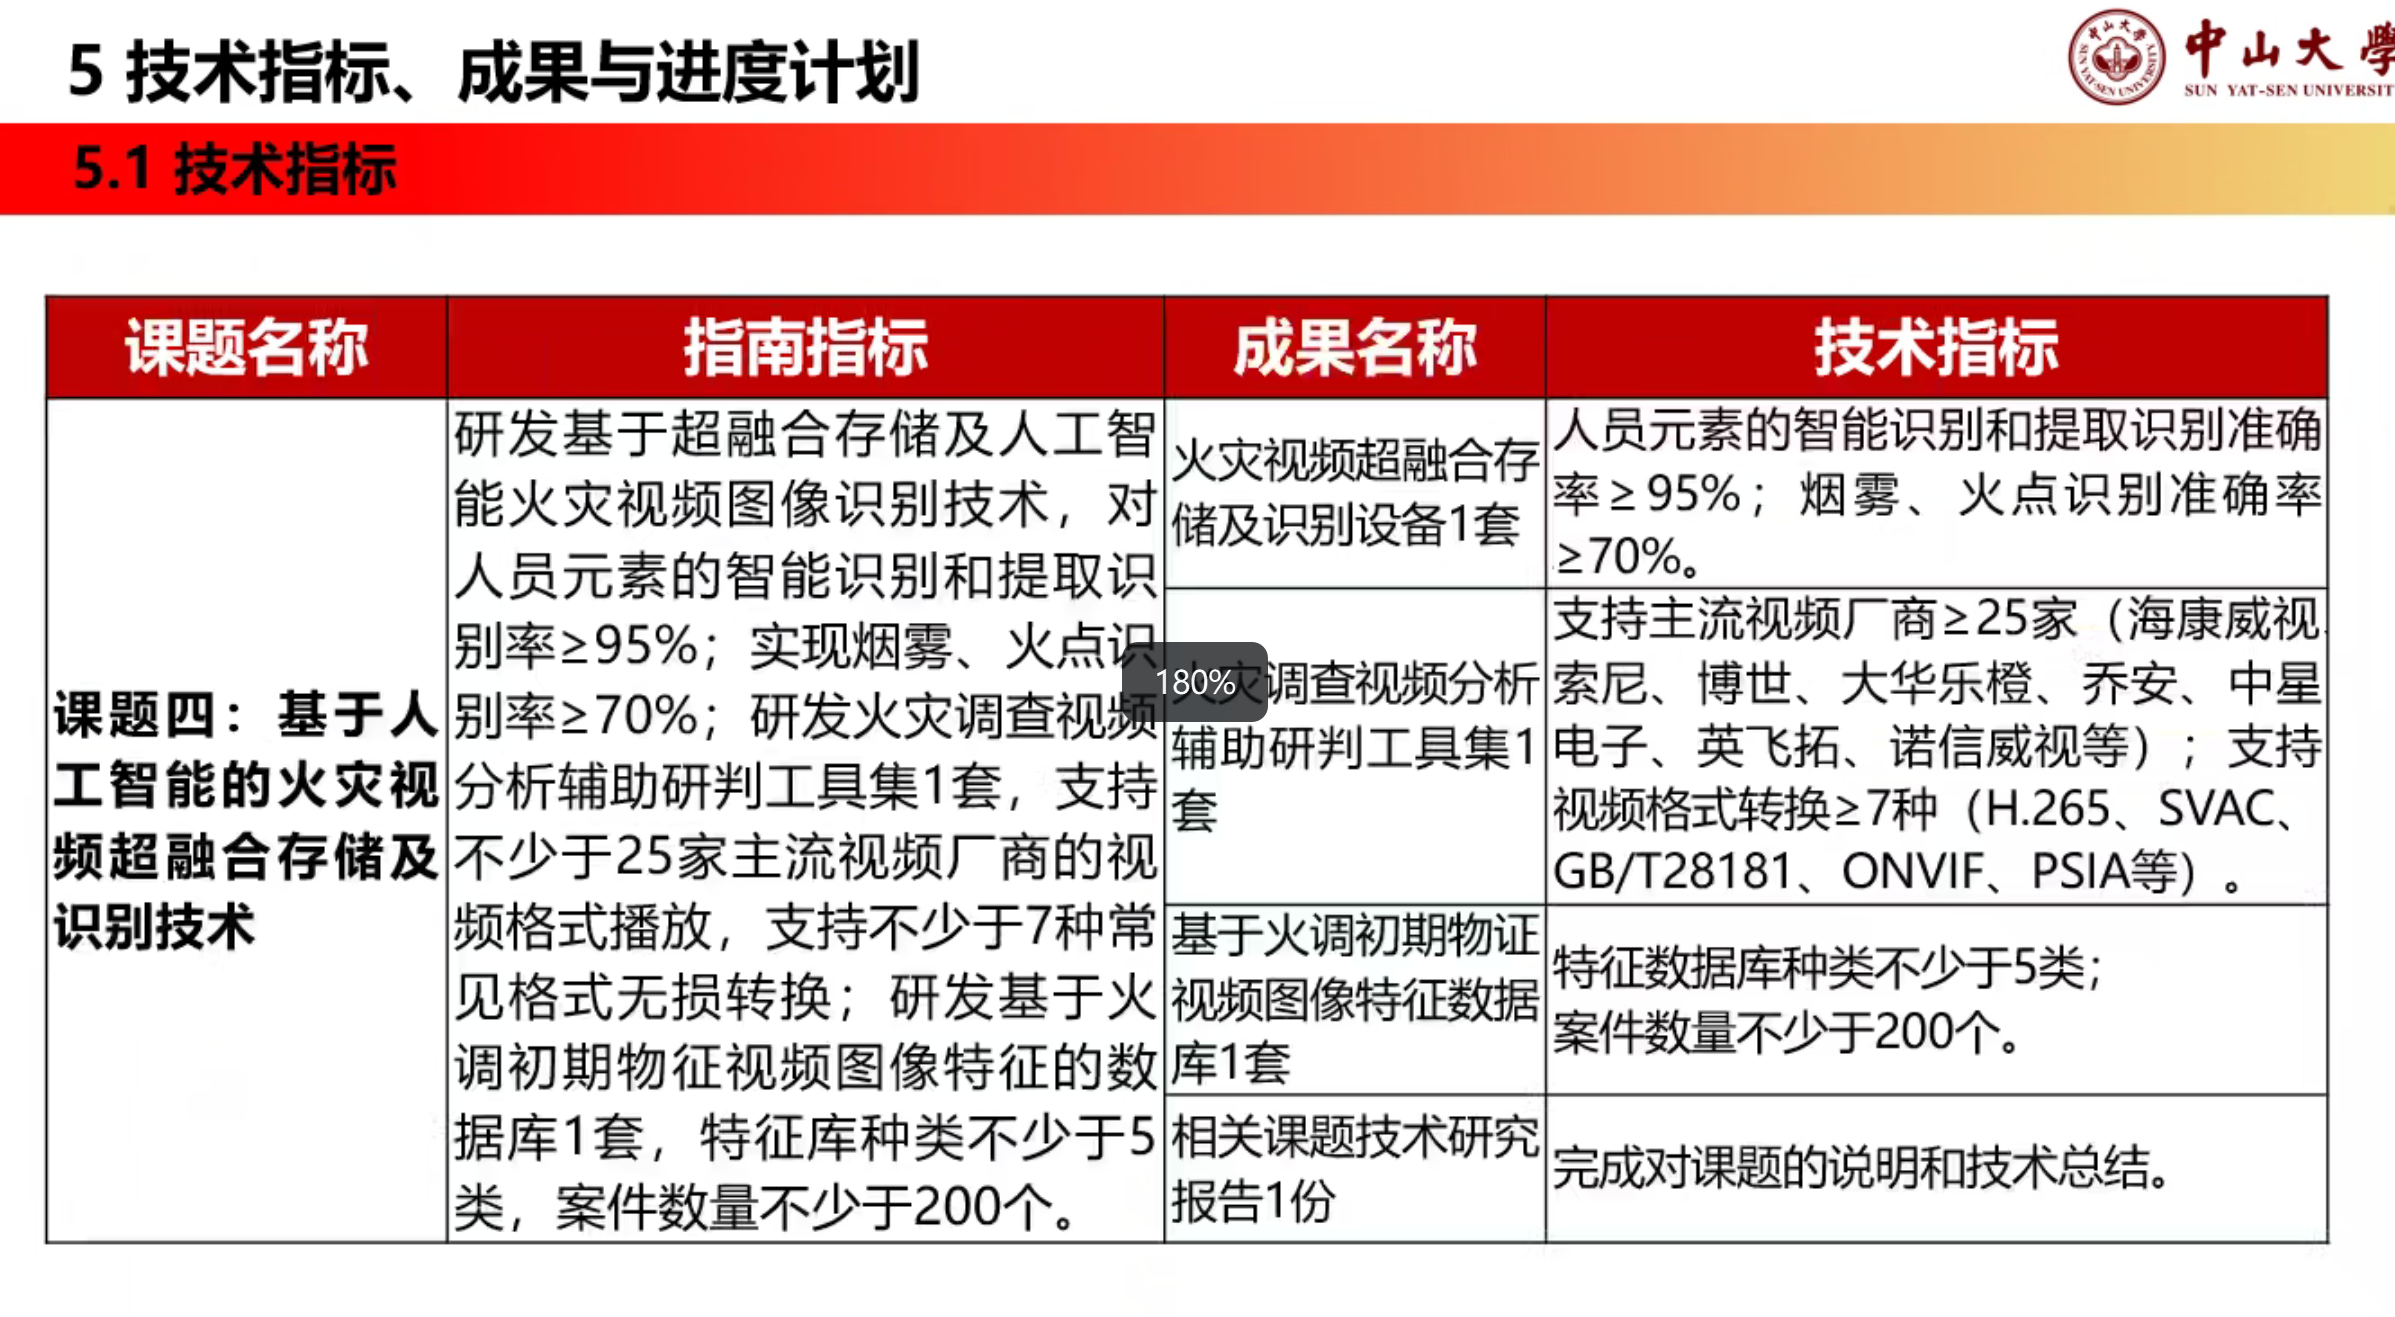 5 技术指标、成果与进度计划
中山大學
SUN YAT-SEN UNIVERSIT
5.1 技术指标
课题名称
指南指标
成果名称
技术指标
课题四：基于人
工智能的火灾视
频超融合存储及
识别技术
研发基于超融合存储及人工智
能火灾视频图像识别技术，对
人员元素的智能识别和提取识
别率≥95%；实现烟雾、火点识
别率≥70%；研发火灾调查视频
分析辅助研判工具集1套，支持
不少于25家主流视频厂商的视
频格式播放，支持不少于7种常
见格式无损转换；研发基于火
调初期物征视频图像特征的数
据库1套，特征库种类不少于5
类，案件数量不少于200个。
火灾视频超融合存
储及识别设备1套
人员元素的智能识别和提取识别准确
率≥95%；烟雾、火点识别准确率
≥70%。
火灾调查视频分析
辅助研判工具集1
套
支持主流视频厂商≥25家（海康威视、
索尼、博世、大华乐橙、乔安、中星
电子、英飞拓、诺信威视等）；支持
视频格式转换≥7种（H.265、SVAC、
GB/T28181、ONVIF、PSIA等）。
基于火调初期物证
视频图像特征数据
库1套
特征数据库种类不少于5类；
案件数量不少于200个。
相关课题技术研究
报告1份
完成对课题的说明和技术总结。
180%